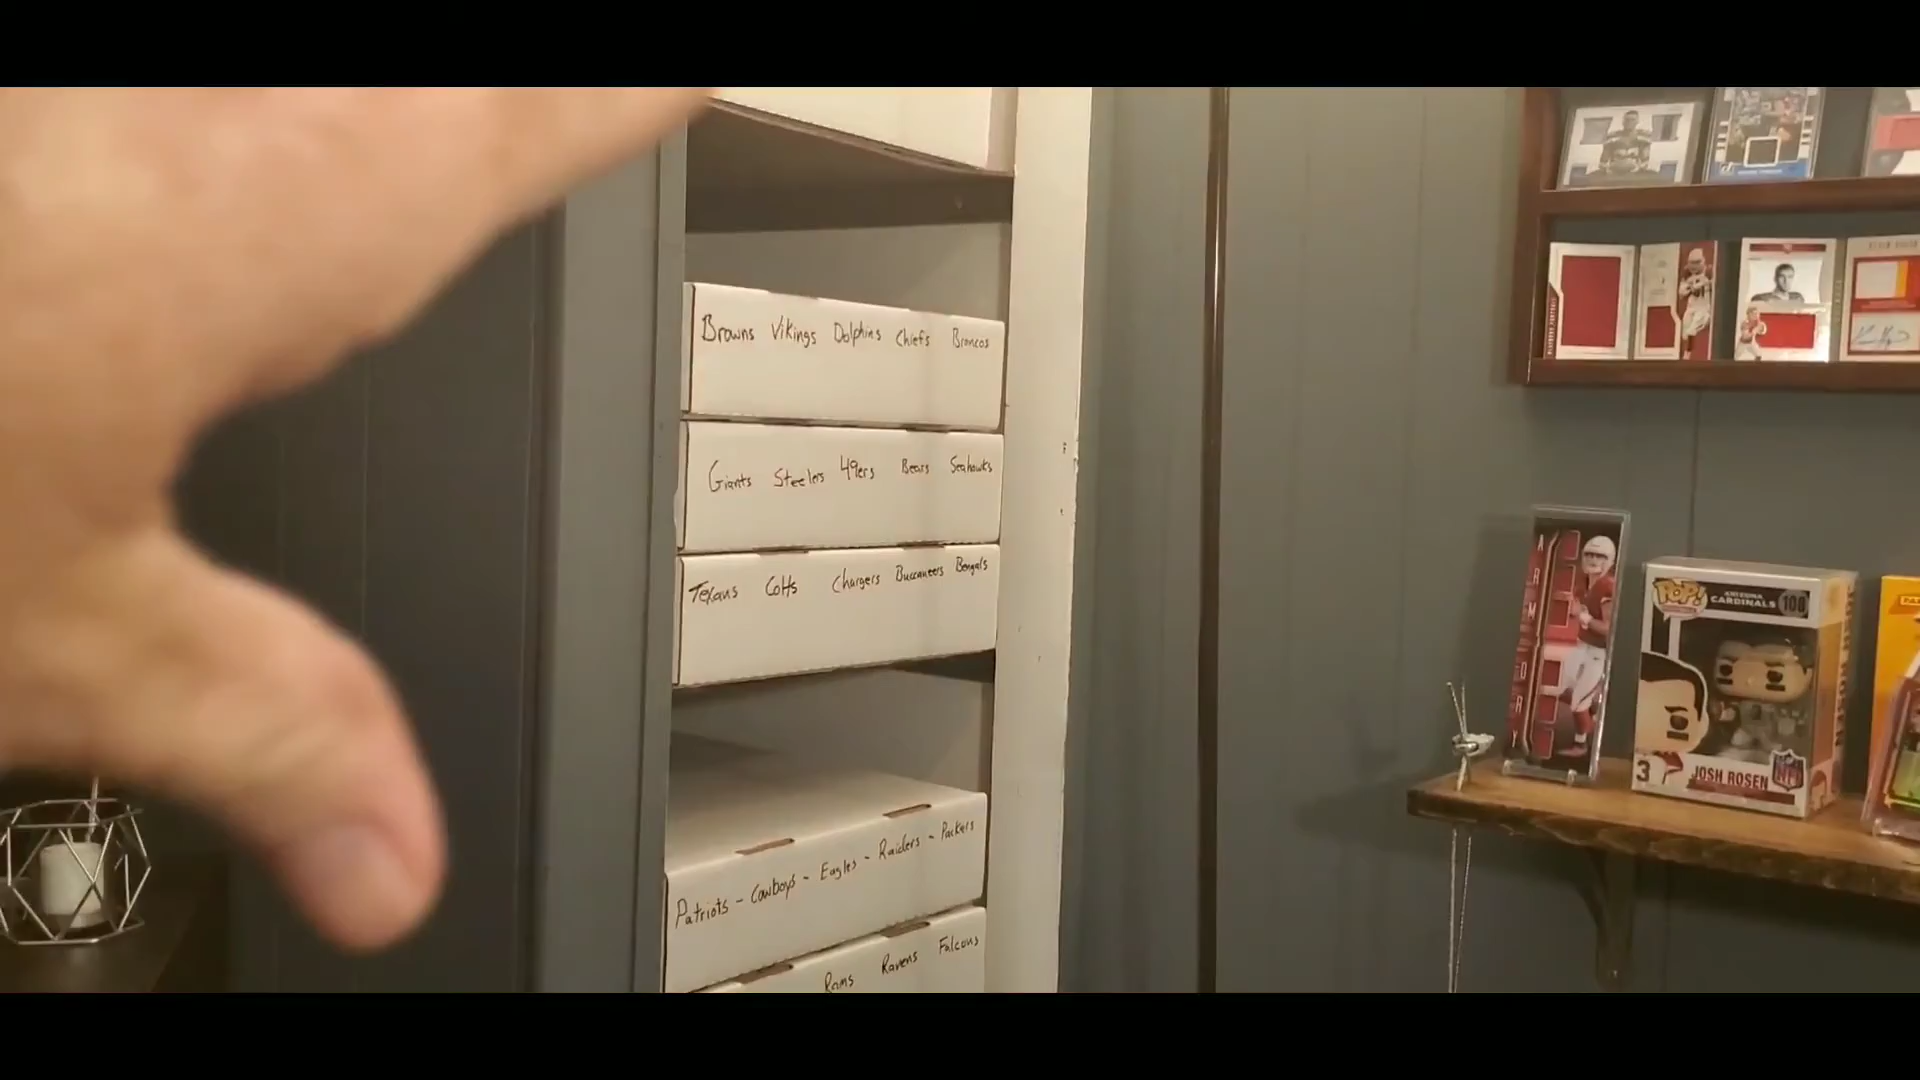 Browns Vikings Dolphins Chiefs Broncos
Giants Steelers 49ers Bears Seahawks
Texans Colts Chargers Buccaneers Bengals
Patriots - Cowboys - Eagles - Raiders - Packers
Rams Ravens Falcons
POP!
ARIZONA
CARDINALS
108
3
JOSH ROSEN
NFL